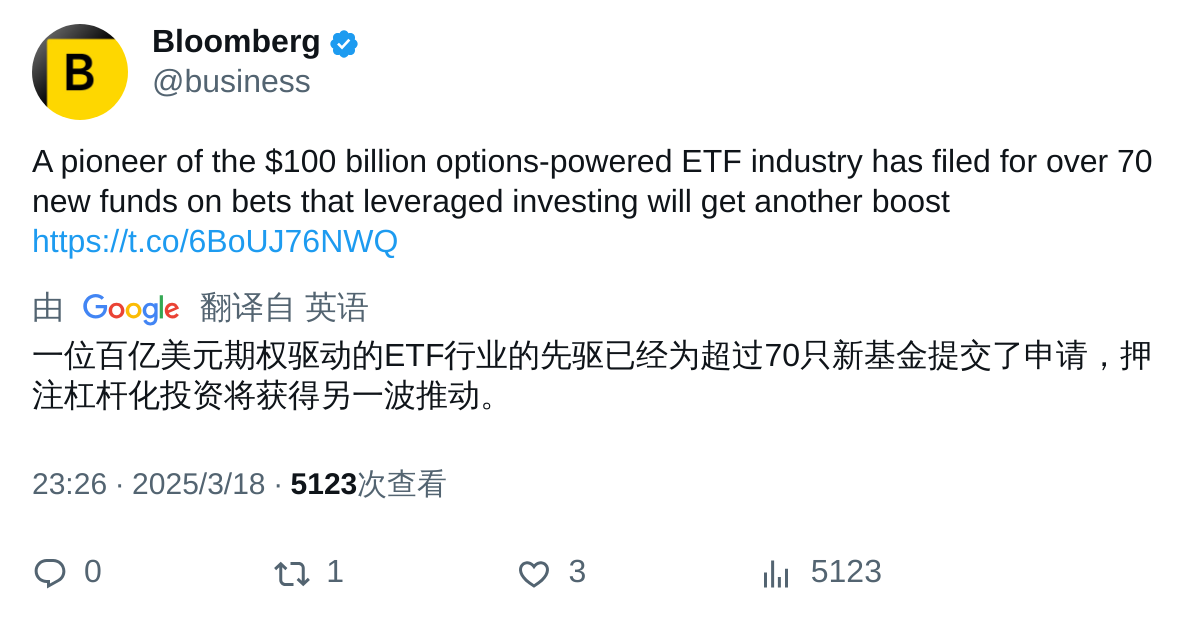 B
Bloomberg
@business
A pioneer of the $100 billion options-powered ETF industry has filed for over 70
new funds on bets that leveraged investing will get another boost
https://t.co/6BoUJ76NWQ
由 Google 翻译自 英语
一位百亿美元期权驱动的ETF行业的先驱已经为超过70只新基金提交了申请，押
注杠杆化投资将获得另一波推动。
23:26 · 2025/3/18 · 5123次查看
0 1 3 5123